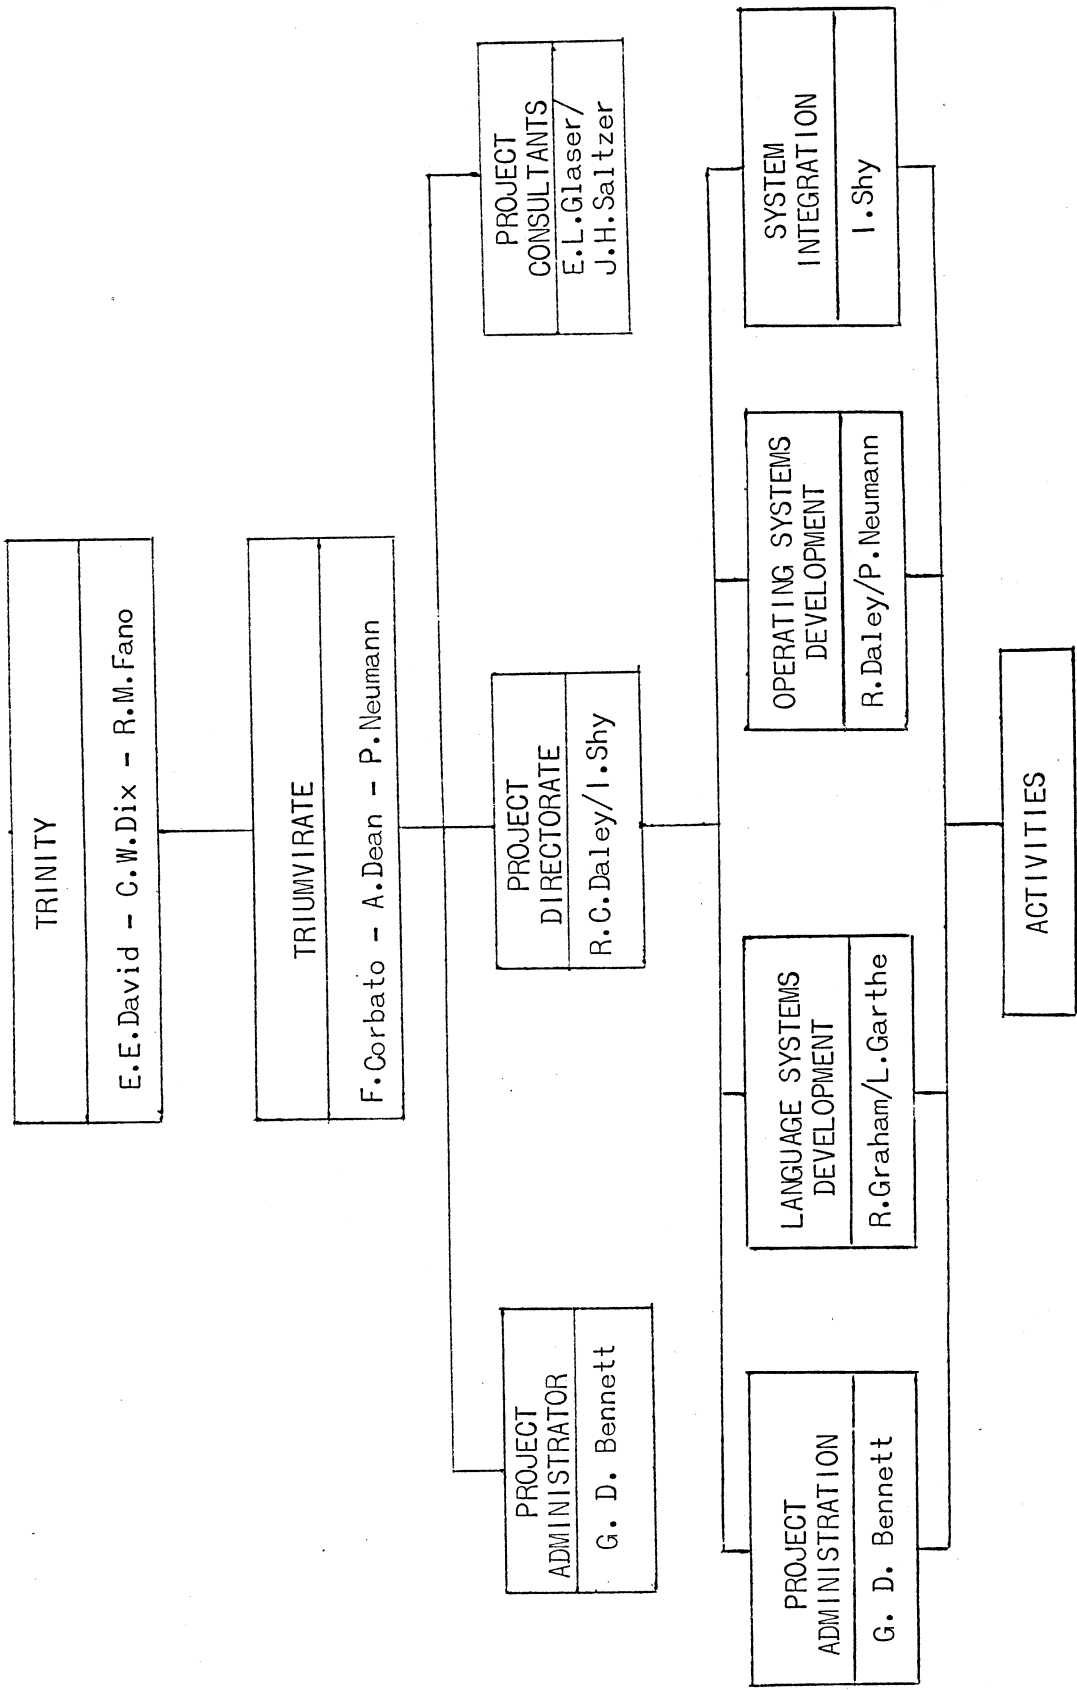 TRINITY
E.E.David - C.W.Dix - R.M.Fano
TRIUMVIRATE
F.Corbato - A.Dean - P.Neumann
PROJECT
ADMINISTRATOR
G. D. Bennett
PROJECT
DIRECTORATE
R.C.Daley/I.Shy
PROJECT
CONSULTANTS
E.L.Glaser/
J.H.Saltzer
PROJECT
ADMINISTRATION
G. D. Bennett
LANGUAGE SYSTEMS
DEVELOPMENT
R.Graham/L.Garthe
OPERATING SYSTEMS
DEVELOPMENT
R.Daley/P.Neumann
SYSTEM
INTEGRATION
I.Shy
ACTIVITIES